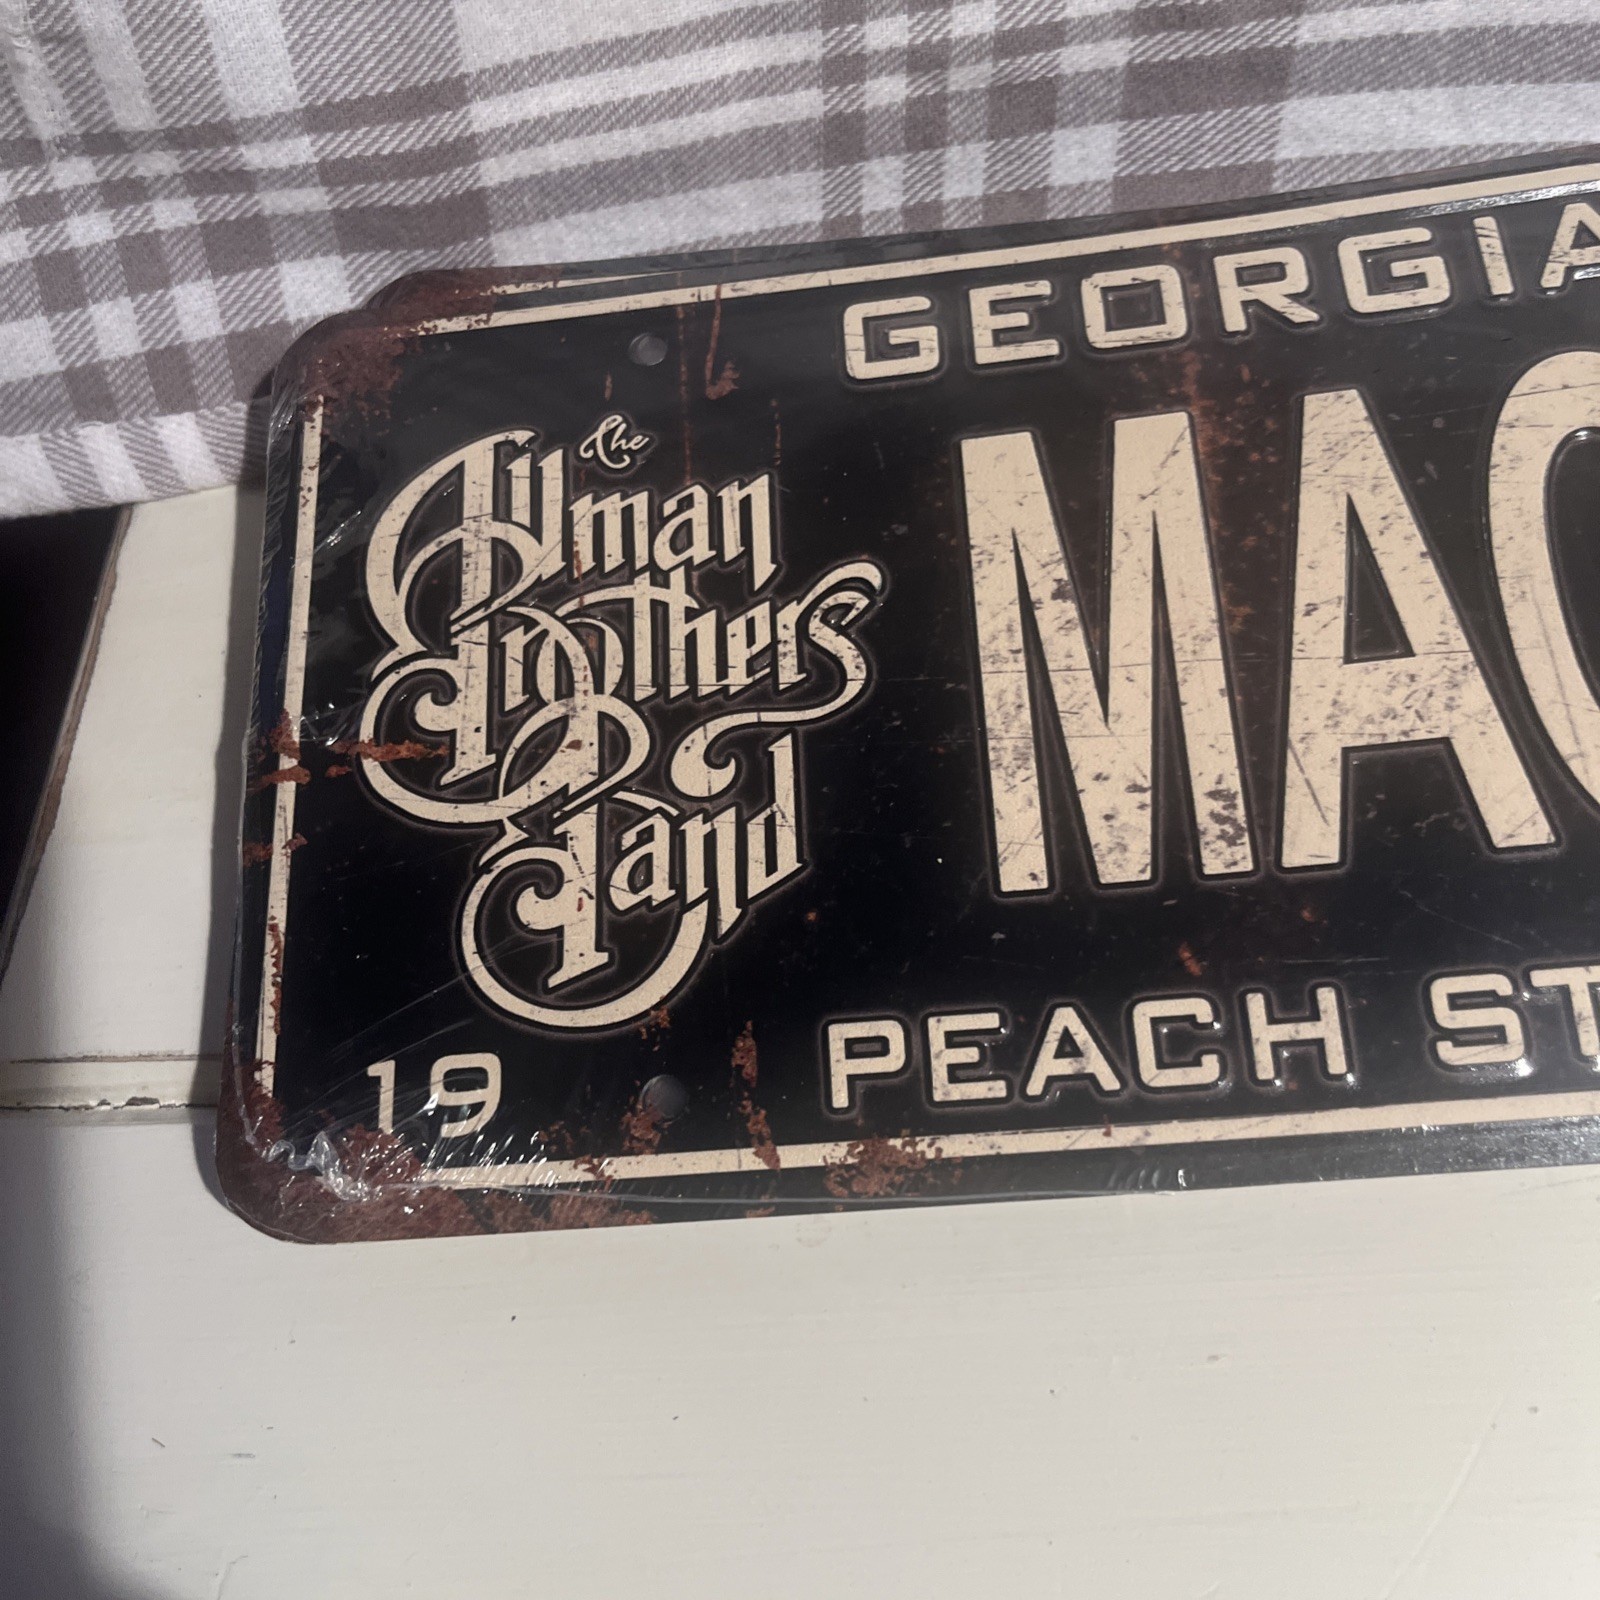 GEORGIA
The
Allman
Brothers
Band
MAC
19
PEACH ST